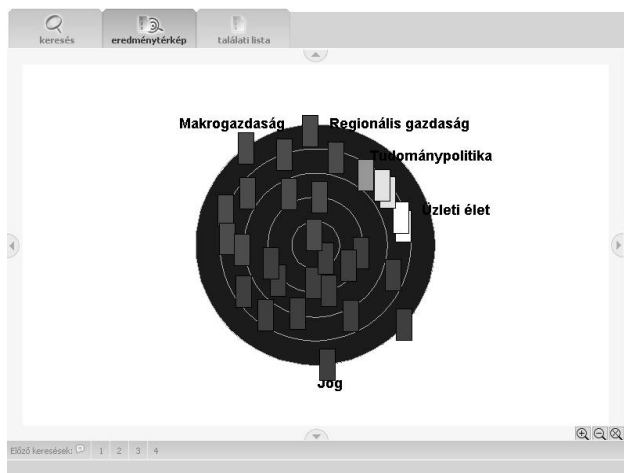 keresés eredménytérkép találati lista
Makrogazdaság Regionális gazdaság
Tudománypolitika
Üzleti élet
Jog
Előző keresések: 1 2 3 4